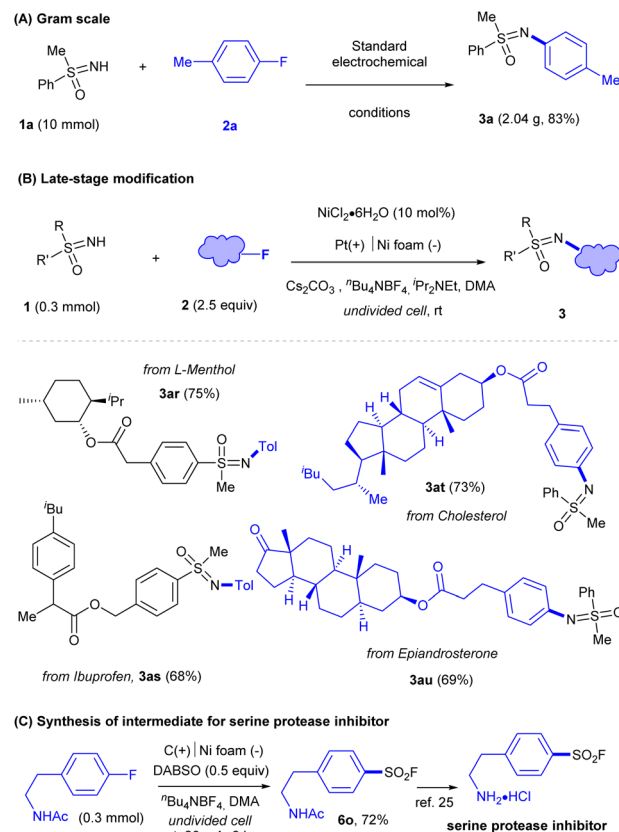 (A) Gram scale
Me
Ph
S
NH
O
1a (10 mmol)
+
Me
F
2a
Standard
electrochemical
conditions
Me
Ph
S
N
O
Me
3a (2.04 g, 83%)
(B) Late-stage modification
R
R'
S
NH
O
1 (0.3 mmol)
+
F
2 (2.5 equiv)
NiCl2•6H2O (10 mol%)
Pt(+) | Ni foam (-)
Cs2CO3 , nBu4NBF4, iPr2NEt, DMA
undivided cell, rt
R
R'
S
N
O
3
from L-Menthol
3ar (75%)
iPr
O
O
O
S
N
Tol
Me
H
H
H
O
O
iBu
Me
3at (73%)
from Cholesterol
Ph
S
N
O
Me
iBu
Me
O
O
O
S
Me
N
Tol
from Ibuprofen, 3as (68%)
O
H
H
H
H
O
O
N
Ph
S
O
Me
from Epiandrosterone
3au (69%)
(C) Synthesis of intermediate for serine protease inhibitor
F
NHAc
(0.3 mmol)
C(+) | Ni foam (-)
DABSO (0.5 equiv)
nBu4NBF4, DMA
undivided cell
SO2F
NHAc
6o, 72%
ref. 25
SO2F
NH2•HCl
serine protease inhibitor